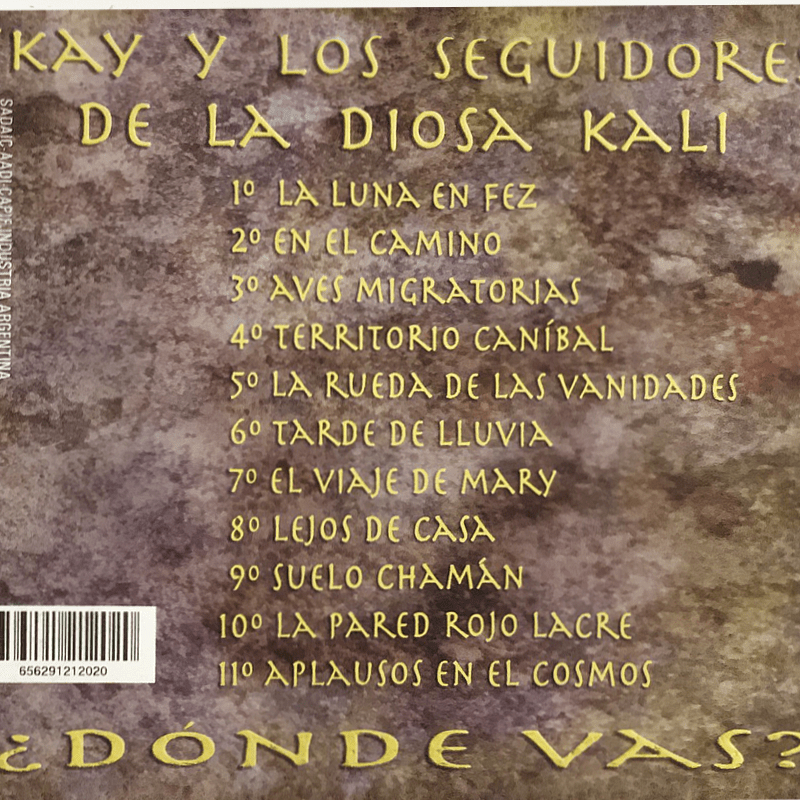 KAY Y LOS SEGUIDORES
DE LA DIOSA KALI
1º LA LUNA EN FEZ
2º EN EL CAMINO
3º AVES MIGRATORIAS
4º TERRITORIO CANÍBAL
5º LA RUEDA DE LAS VANIDADES
6º TARDE DE LLUVIA
7º EL VIAJE DE MARY
8º LEJOS DE CASA
9º SUELO CHAMÁN
10º LA PARED ROJO LACRE
11º APLAUSOS EN EL COSMOS
¿DÓNDE VAS?
SADAIC-AADI-CAPIF INDUSTRIA ARGENTINA
656291212020